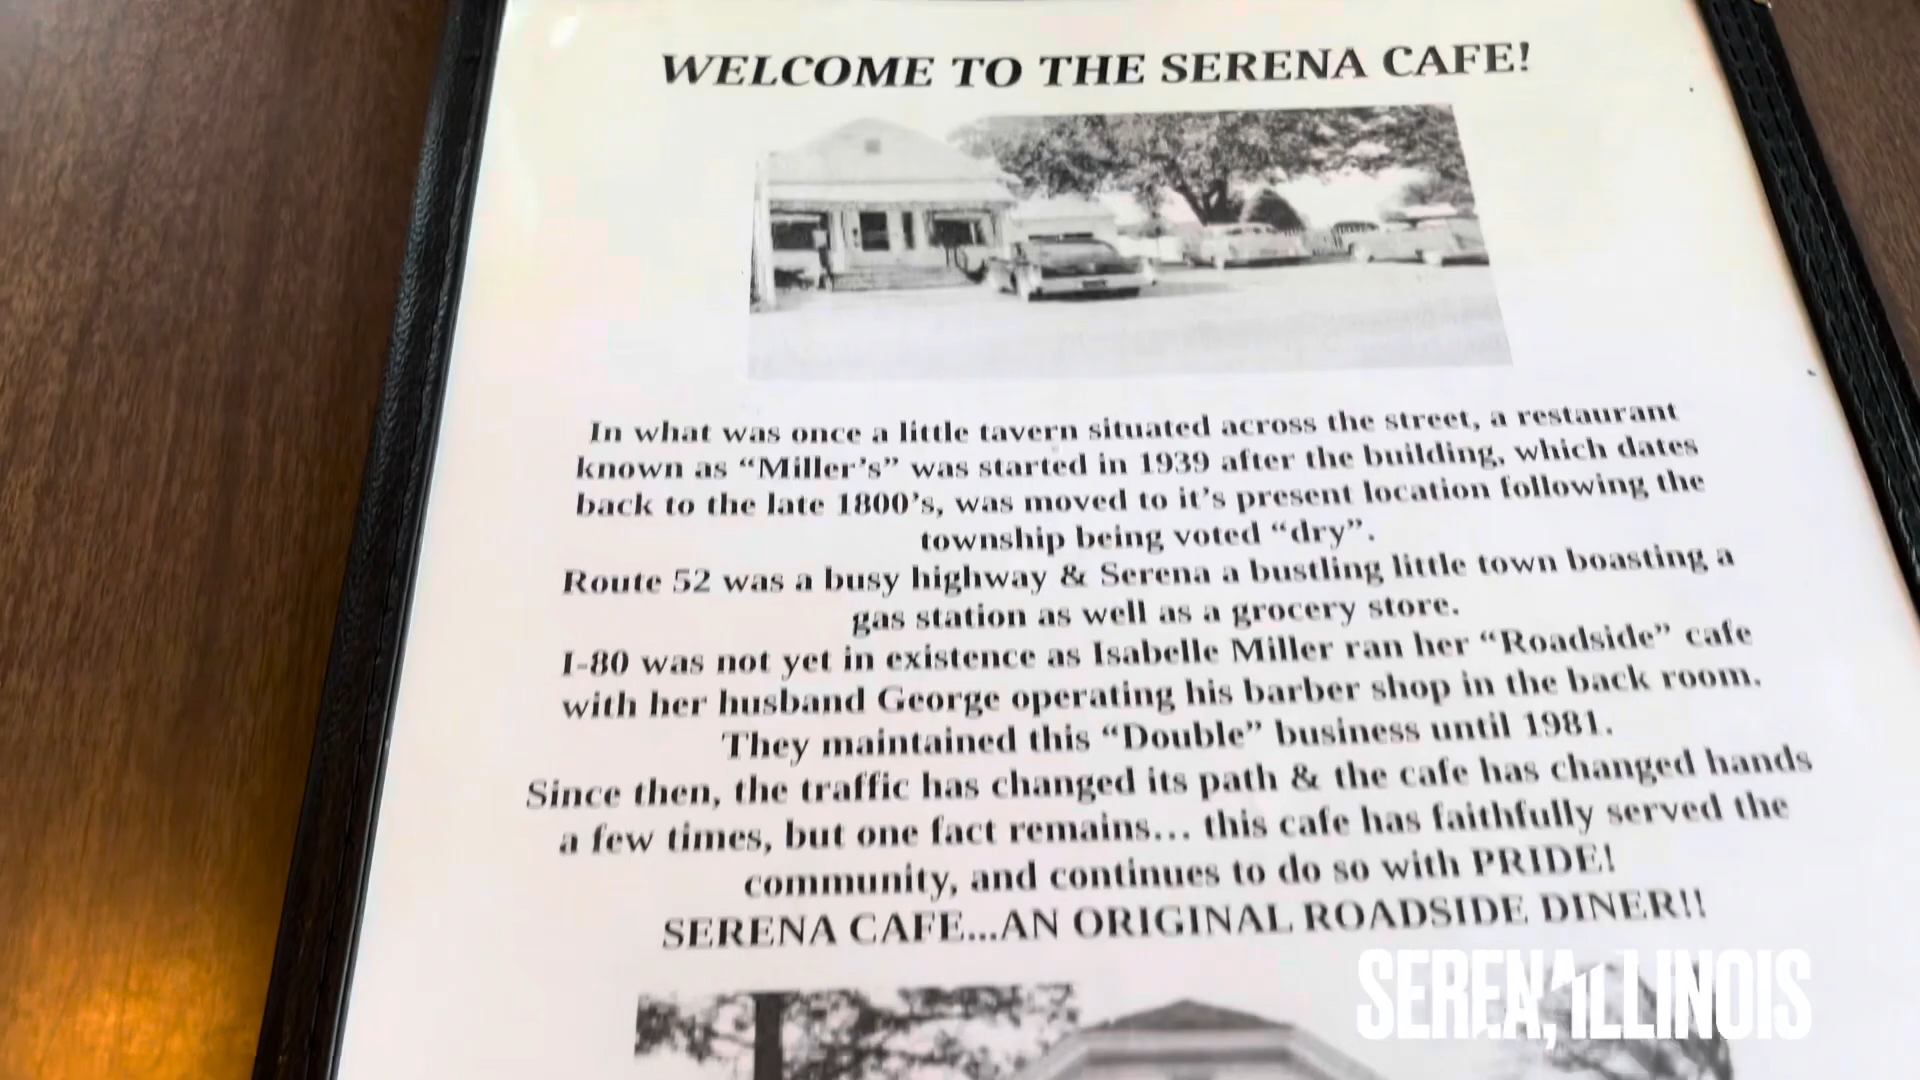 WELCOME TO THE SERENA CAFE!
In what was once a little tavern situated across the street, a restaurant
known as “Miller’s” was started in 1939 after the building, which dates
back to the late 1800’s, was moved to it’s present location following the
township being voted “dry”.
Route 52 was a busy highway & Serena a bustling little town boasting a
gas station as well as a grocery store.
I-80 was not yet in existence as Isabelle Miller ran her “Roadside” cafe
with her husband George operating his barber shop in the back room.
They maintained this “Double” business until 1981.
Since then, the traffic has changed its path & the cafe has changed hands
a few times, but one fact remains... this cafe has faithfully served the
community, and continues to do so with PRIDE!
SERENA CAFE...AN ORIGINAL ROADSIDE DINER!!
SERENA, ILLINOIS